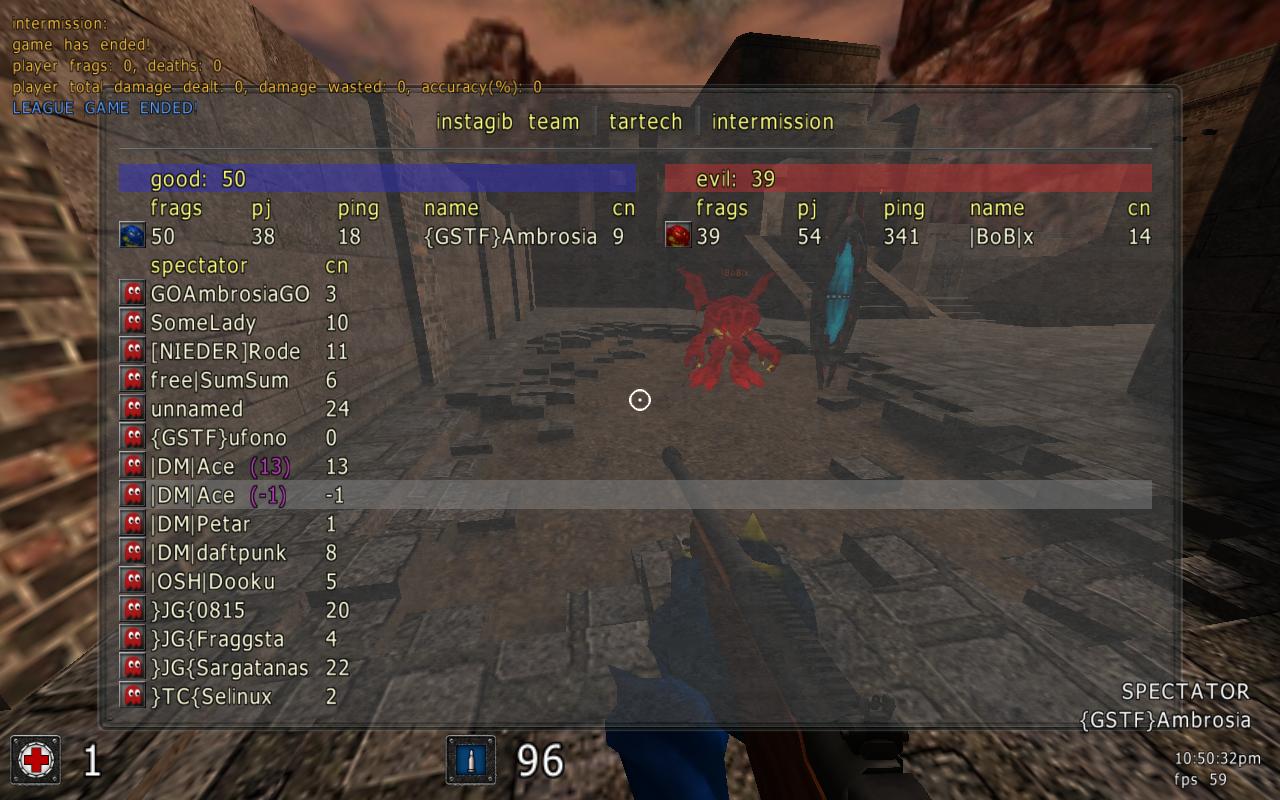 intermission:
game has ended!
player frags: 0, deaths: 0
player total damage dealt: 0, damage wasted: 0, accuracy(%): 0
LEAGUE GAME ENDED!
instagib team tartech intermission
good: 50
frags pj ping name cn
50 38 18 {GSTF}Ambrosia 9
evil: 39
frags pj ping name cn
39 54 341 |BoB|x 14
spectator cn
GOAmbrosiaGO 3
SomeLady 10
[NIEDER]Rode 11
free|SumSum 6
unnamed 24
{GSTF}ufono 0
|DM|Ace (13) 13
|DM|Ace (-1) -1
|DM|Petar 1
|DM|daftpunk 8
|OSH|Dooku 5
}JG{0815 20
}JG{Fraggsta 4
}JG{Sargatanas 22
}TC{Selinux 2
|BoB|x
SPECTATOR
{GSTF}Ambrosia
1
96
10:50:32pm
fps 59